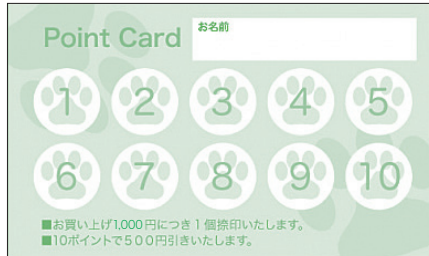 Point Card
お名前
1 2 3 4 5
6 7 8 9 10
■お買い上げ1,000円につき1個捺印いたします。
■10ポイントで500円引きいたします。